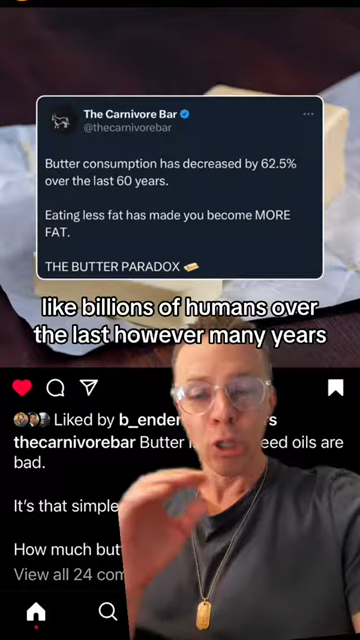 The Carnivore Bar
@thecarnivorebar
Butter consumption has decreased by 62.5%
over the last 60 years.
Eating less fat has made you become MORE
FAT.
THE BUTTER PARADOX
like billions of humans over
the last however many years
Liked by b_ender
thecarnivorebar Butter eed oils are
bad.
It's that simple
How much but
View all 24 com